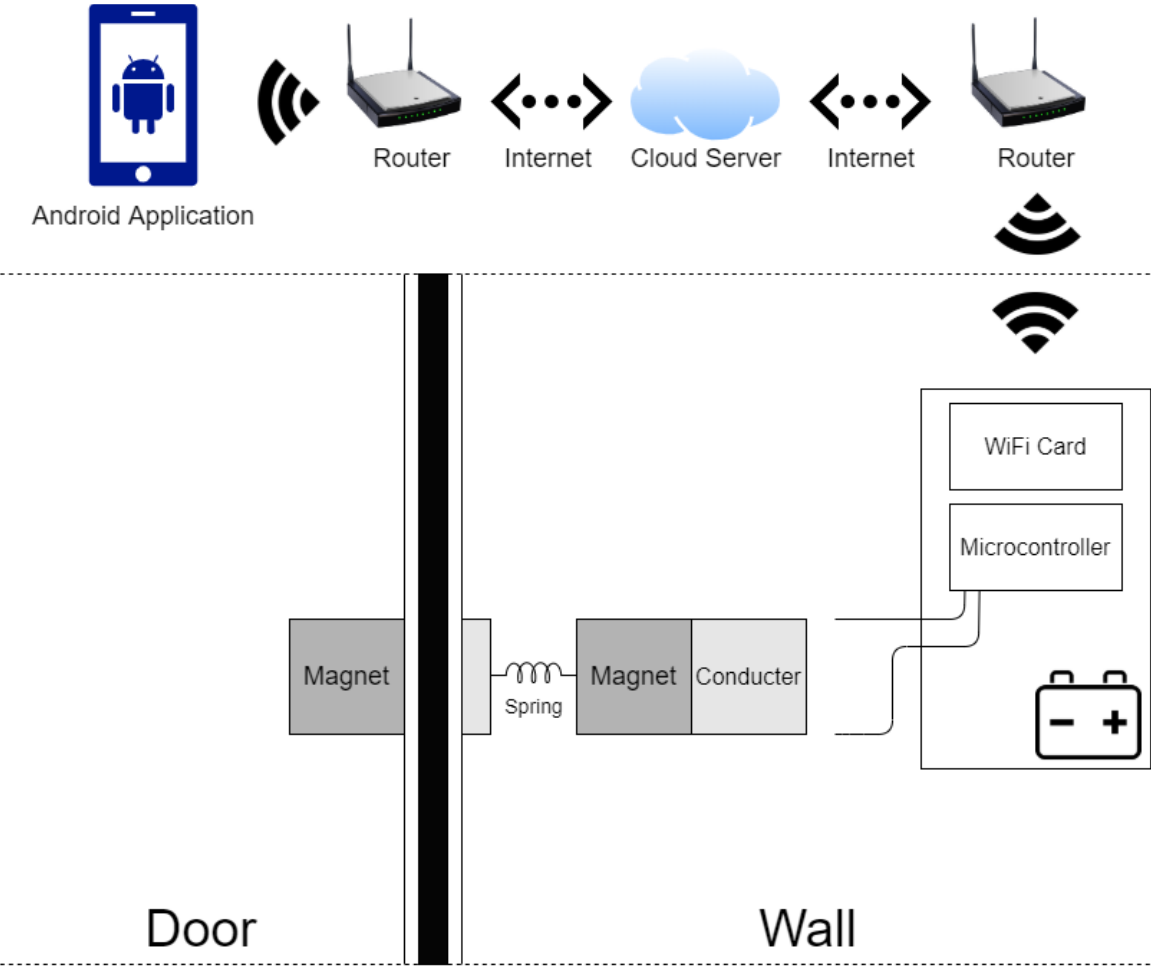 Router
Internet
Cloud Server
Internet
Router
Android Application
WiFi Card
Microcontroller
Magnet
Spring
Magnet
Conducter
Door
Wall